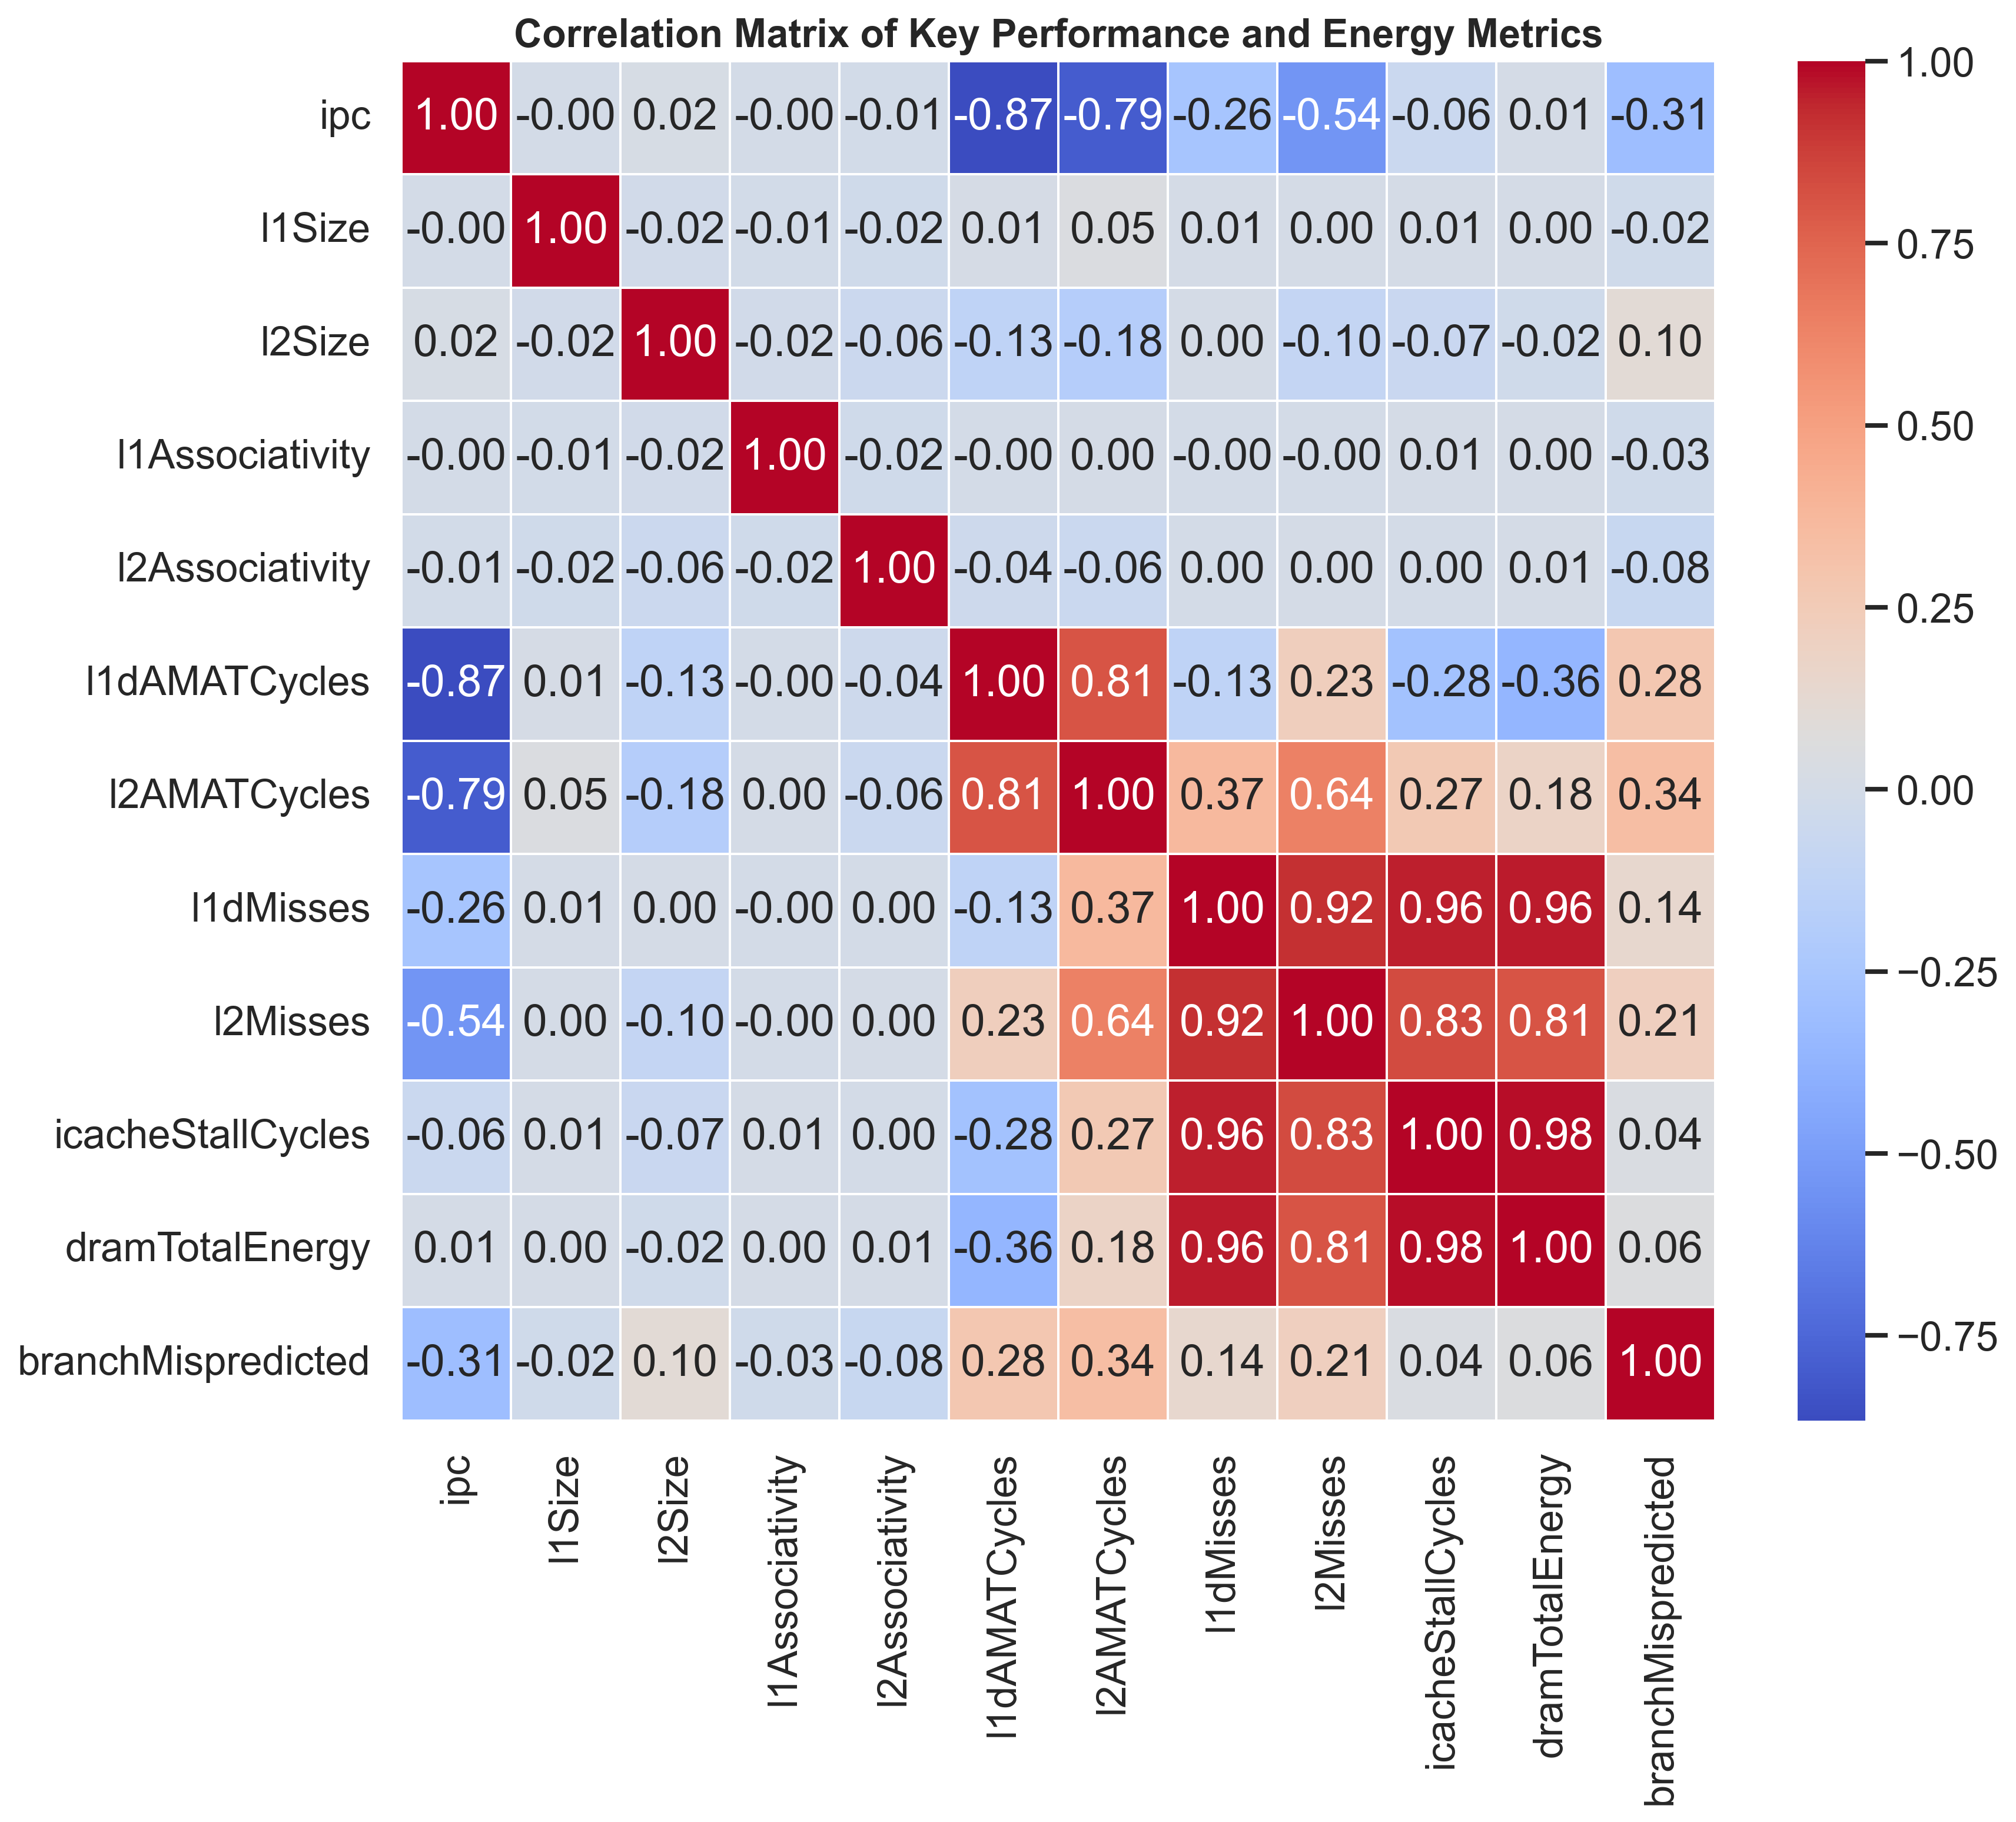 Correlation Matrix of Key Performance and Energy Metrics
ipc 1.00 -0.00 0.02 -0.00 -0.01 -0.87 -0.79 -0.26 -0.54 -0.06 0.01 -0.31
l1Size -0.00 1.00 -0.02 -0.01 -0.02 0.01 0.05 0.01 0.00 0.01 0.00 -0.02
l2Size 0.02 -0.02 1.00 -0.02 -0.06 -0.13 -0.18 0.00 -0.10 -0.07 -0.02 0.10
l1Associativity -0.00 -0.01 -0.02 1.00 -0.02 -0.00 0.00 -0.00 -0.00 0.01 0.00 -0.03
l2Associativity -0.01 -0.02 -0.06 -0.02 1.00 -0.04 -0.06 0.00 0.00 0.00 0.01 -0.08
l1dAMATCycles -0.87 0.01 -0.13 -0.00 -0.04 1.00 0.81 -0.13 0.23 -0.28 -0.36 0.28
l2AMATCycles -0.79 0.05 -0.18 0.00 -0.06 0.81 1.00 0.37 0.64 0.27 0.18 0.34
l1dMisses -0.26 0.01 0.00 -0.00 0.00 -0.13 0.37 1.00 0.92 0.96 0.96 0.14
l2Misses -0.54 0.00 -0.10 -0.00 0.00 0.23 0.64 0.92 1.00 0.83 0.81 0.21
icacheStallCycles -0.06 0.01 -0.07 0.01 0.00 -0.28 0.27 0.96 0.83 1.00 0.98 0.04
dramTotalEnergy 0.01 0.00 -0.02 0.00 0.01 -0.36 0.18 0.96 0.81 0.98 1.00 0.06
branchMispredicted -0.31 -0.02 0.10 -0.03 -0.08 0.28 0.34 0.14 0.21 0.04 0.06 1.00
ipc
l1Size
l2Size
l1Associativity
l2Associativity
l1dAMATCycles
l2AMATCycles
l1dMisses
l2Misses
icacheStallCycles
dramTotalEnergy
branchMispredicted
1.00
0.75
0.50
0.25
0.00
−0.25
−0.50
−0.75